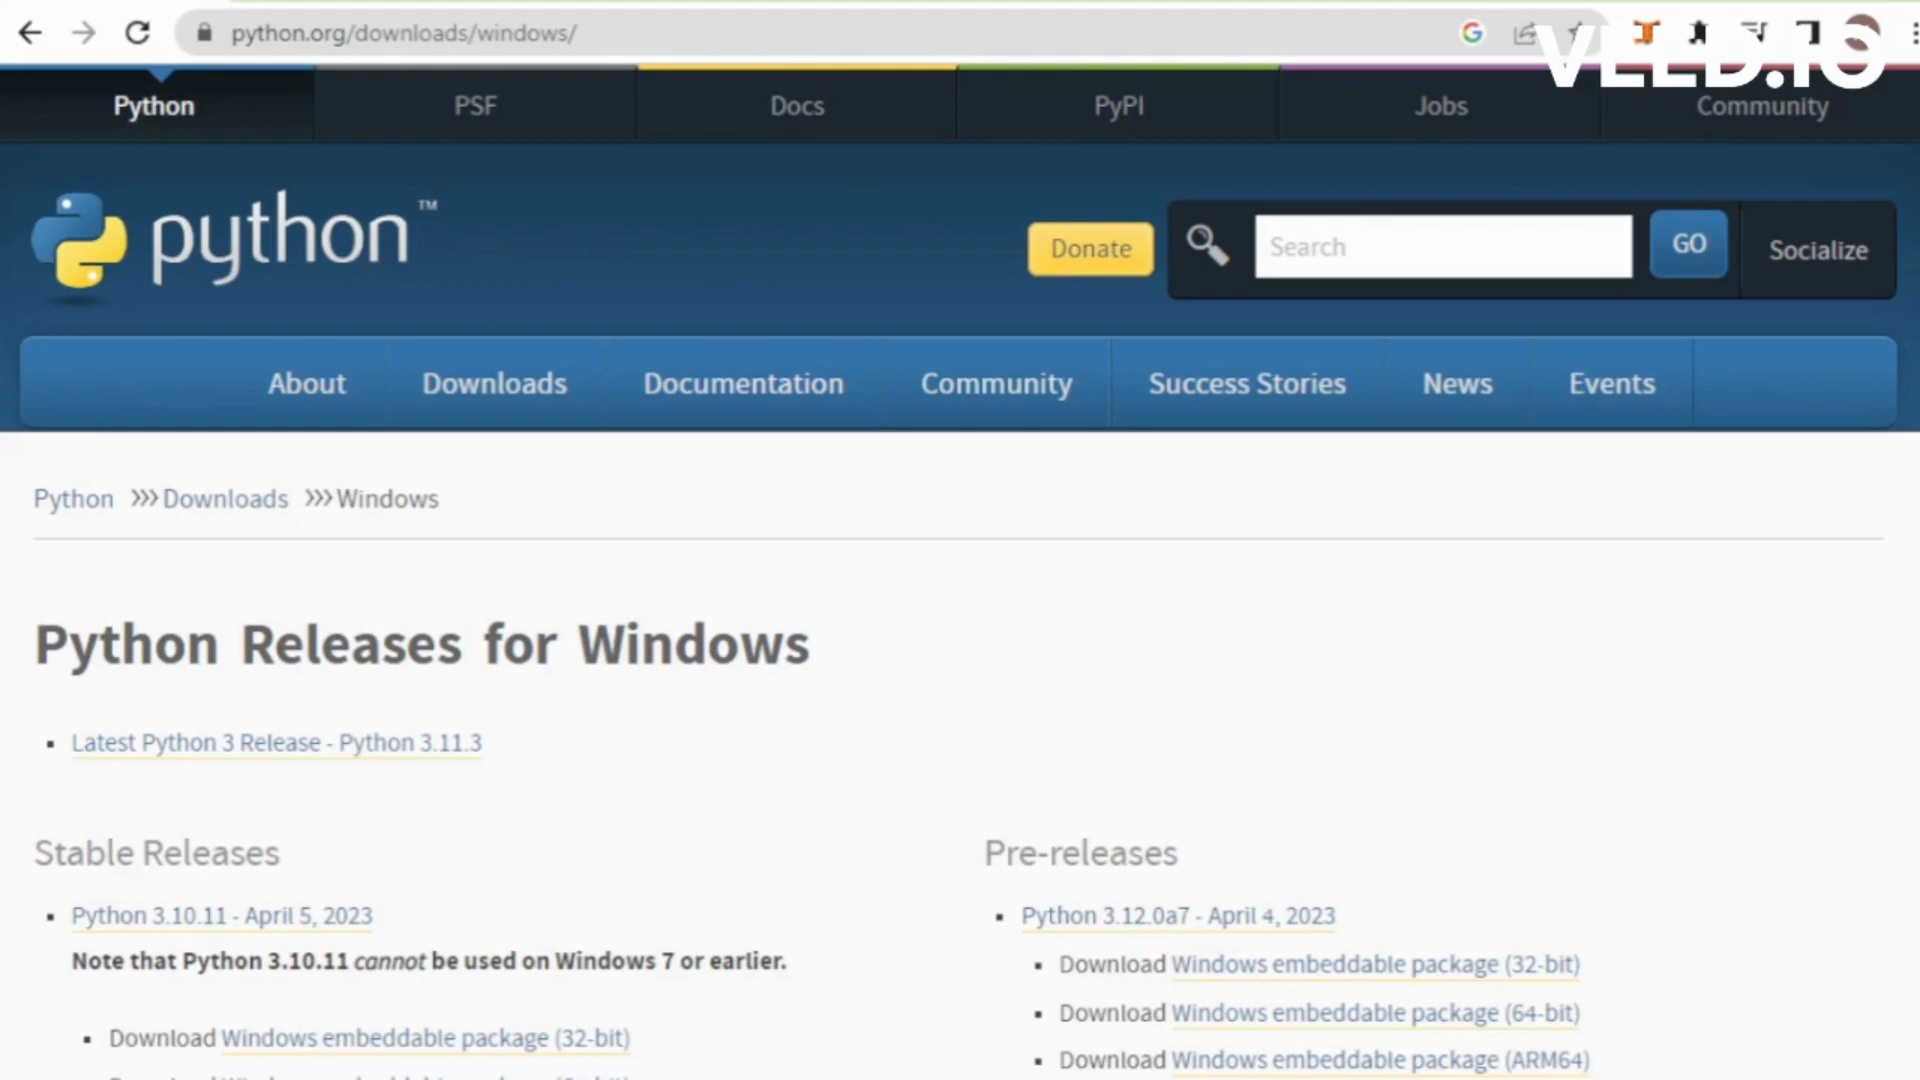 python.org/downloads/windows/
VEED.IO
Python PSF Docs PyPI Jobs Community
python™
Donate Search GO Socialize
About Downloads Documentation Community Success Stories News Events
Python >>> Downloads >>> Windows
Python Releases for Windows
Latest Python 3 Release - Python 3.11.3
Stable Releases
Python 3.10.11 - April 5, 2023
Note that Python 3.10.11 cannot be used on Windows 7 or earlier.
Download Windows embeddable package (32-bit)
Pre-releases
Python 3.12.0a7 - April 4, 2023
Download Windows embeddable package (32-bit)
Download Windows embeddable package (64-bit)
Download Windows embeddable package (ARM64)